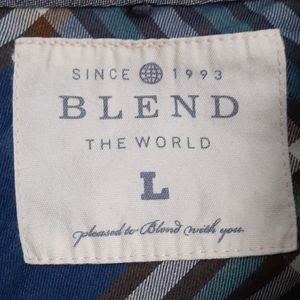 SINCE 1993
BLEND
THE WORLD
L
pleased to Blend with you.